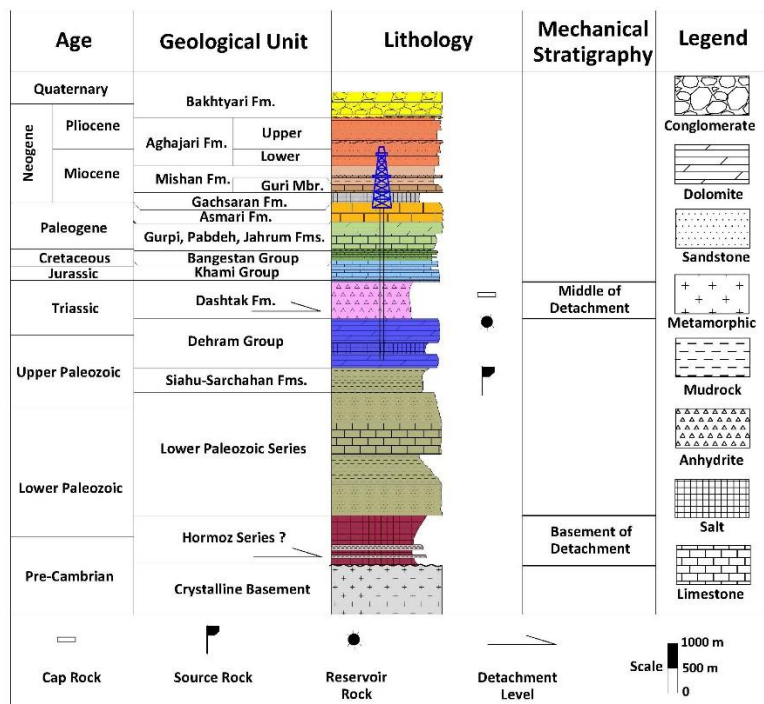 Age
Geological Unit
Lithology
Mechanical
Stratigraphy
Legend
Quaternary
Neogene
Pliocene
Miocene
Paleogene
Cretaceous
Jurassic
Triassic
Upper Paleozoic
Lower Paleozoic
Pre-Cambrian
Bakhtyari Fm.
Aghajari Fm.
Upper
Lower
Mishan Fm.
Guri Mbr.
Gachsaran Fm.
Asmari Fm.
Gurpi, Pabdeh, Jahrum Fms.
Bangestan Group
Khami Group
Dashtak Fm.
Dehram Group
Siahu-Sarchahan Fms.
Lower Paleozoic Series
Hormoz Series ?
Crystalline Basement
Middle of
Detachment
Basement of
Detachment
Conglomerate
Dolomite
Sandstone
Metamorphic
Mudrock
Anhydrite
Salt
Limestone
Cap Rock
Source Rock
Reservoir
Rock
Detachment
Level
Scale
1000 m
500 m
0